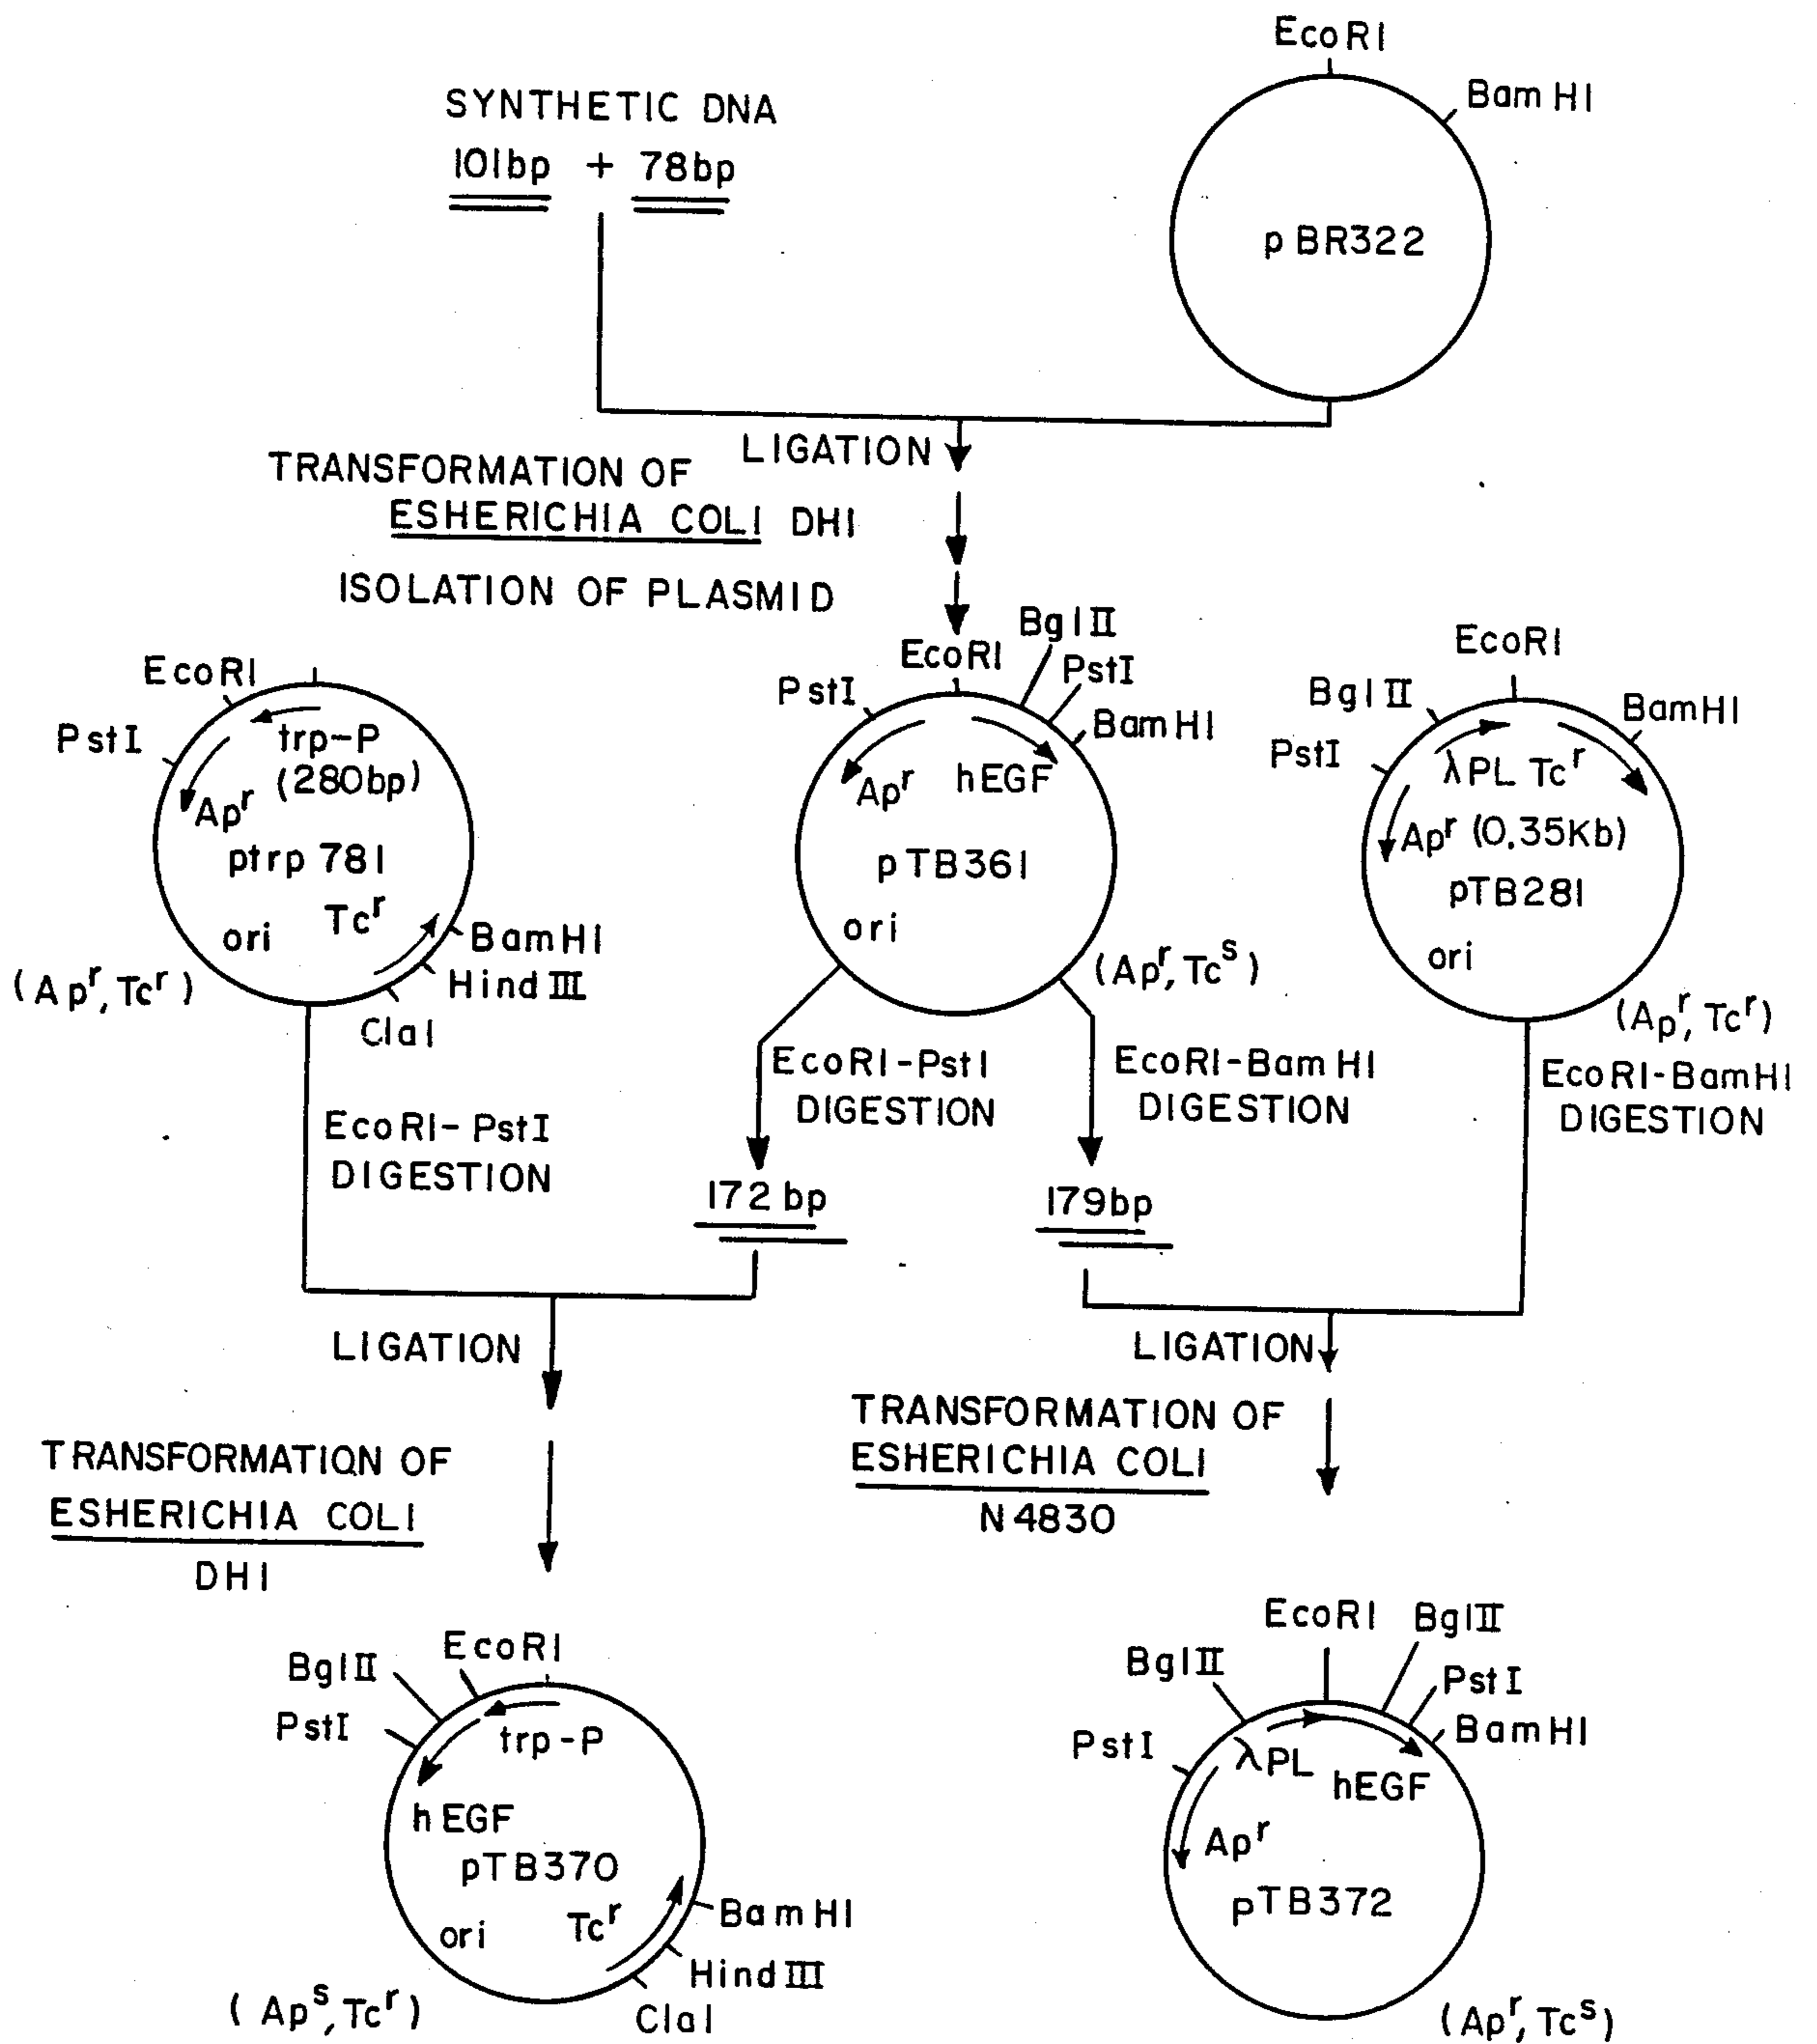 EcoRI
BamHI
SYNTHETIC DNA
101bp + 78bp
pBR322
LIGATION
TRANSFORMATION OF
ESHERICHIA COLI DHI
ISOLATION OF PLASMID
EcoRI
PstI
trp-P
(280bp)
Apr
ptrp 781
Tcr
ori
BamHI
HindIII
ClaI
(Apr, Tcr)
EcoRI
BglII
PstI
PstI
BamHI
Apr
hEGF
pTB361
ori
(Apr, Tcs)
EcoRI
BglII
BamHI
PstI
λPL Tcr
Apr (0.35Kb)
pTB281
ori
(Apr, Tcr)
EcoRI-PstI
DIGESTION
EcoRI-PstI
DIGESTION
EcoRI-BamHI
DIGESTION
EcoRI-BamHI
DIGESTION
172bp
179bp
LIGATION
LIGATION
TRANSFORMATION OF
ESHERICHIA COLI
DHI
TRANSFORMATION OF
ESHERICHIA COLI
N4830
EcoRI
BglII
PstI
trp-P
hEGF
pTB370
ori
Tcr
BamHI
HindIII
ClaI
(Aps, Tcr)
EcoRI
BglII
BglII
PstI
PstI
BamHI
λPL
hEGF
Apr
pTB372
(Apr, Tcs)